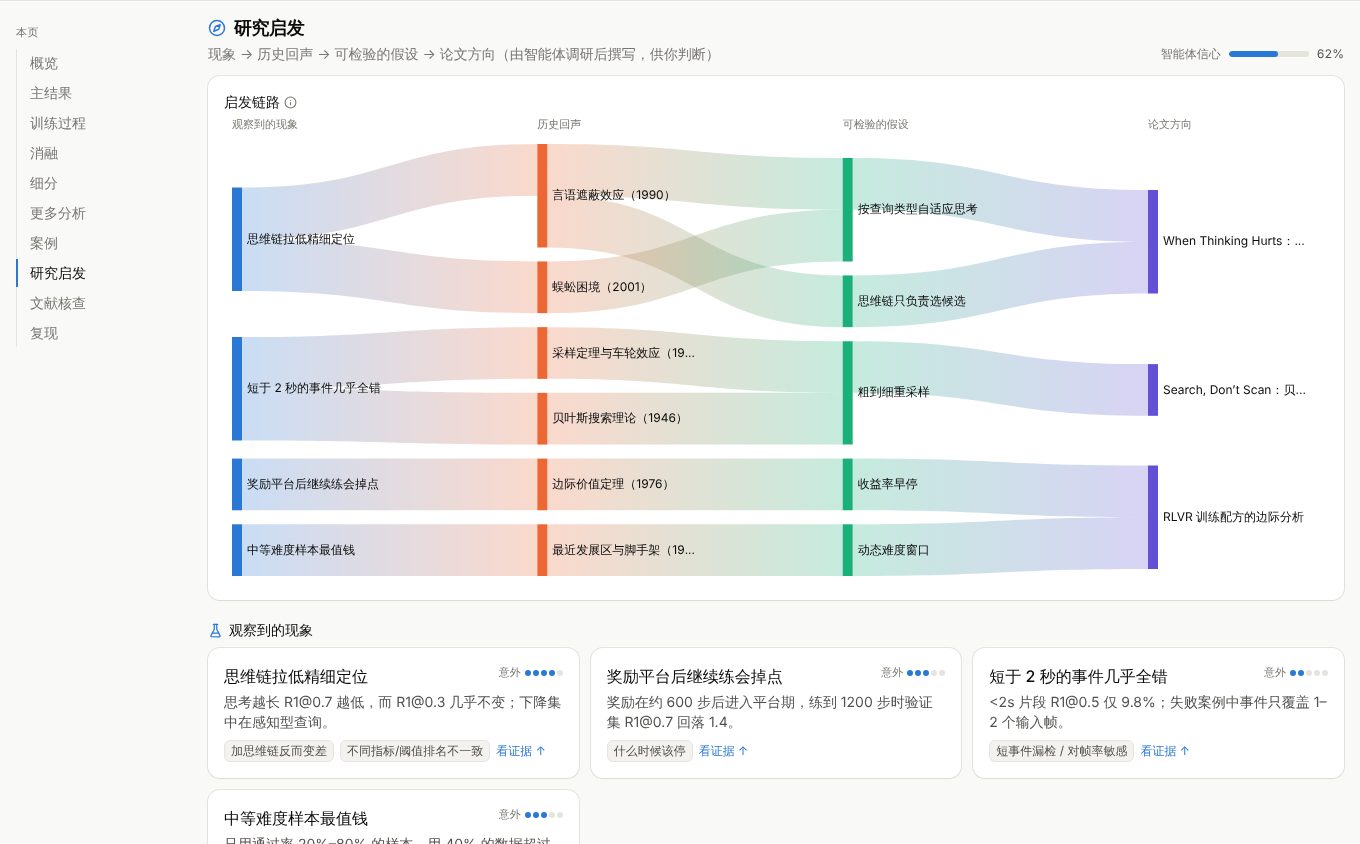 本页
概览
主结果
训练过程
消融
细分
更多分析
案例
研究启发
文献核查
复现
研究启发
现象 → 历史回声 → 可检验的假设 → 论文方向（由智能体调研后撰写，供你判断）
智能体信心 62%
启发链路
观察到的现象
历史回声
可检验的假设
论文方向
思维链拉低精细定位
短于 2 秒的事件几乎全错
奖励平台后继续练会掉点
中等难度样本最值钱
言语遮蔽效应（1990）
蜈蚣困境（2001）
采样定理与车轮效应（19...
贝叶斯搜索理论（1946）
边际价值定理（1976）
最近发展区与脚手架（19...
按查询类型自适应思考
思维链只负责选候选
粗到细重采样
收益率早停
动态难度窗口
When Thinking Hurts：...
Search, Don’t Scan：贝...
RLVR 训练配方的边际分析
观察到的现象
思维链拉低精细定位
意外
思考越长 R1@0.7 越低，而 R1@0.3 几乎不变；下降集
中在感知型查询。
加思维链反而变差 不同指标/阈值排名不一致 看证据 ↑
奖励平台后继续练会掉点
意外
奖励在约 600 步后进入平台期，练到 1200 步时验证
集 R1@0.7 回落 1.4。
什么时候该停 看证据 ↑
短于 2 秒的事件几乎全错
意外
<2s 片段 R1@0.5 仅 9.8%；失败案例中事件只覆盖 1–
2 个输入帧。
短事件漏检 / 对帧率敏感 看证据 ↑
中等难度样本最值钱
意外
只用通过率 20%–80% 的样本，用 40% 的数据超过